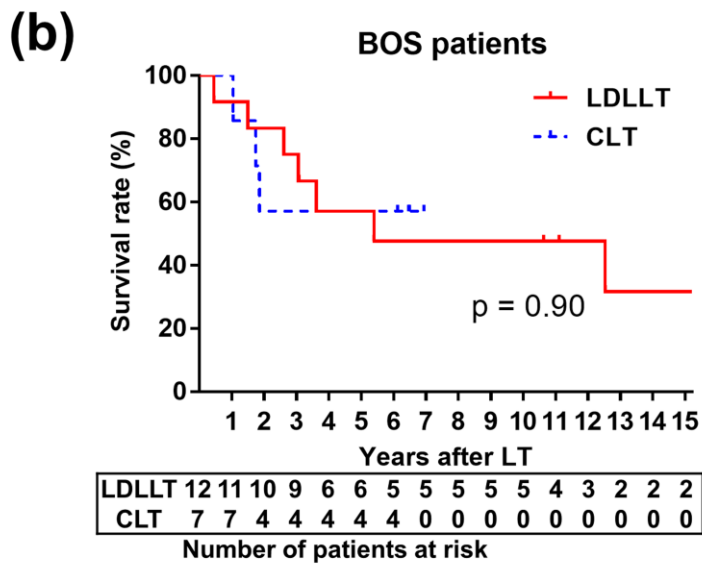 (b)
BOS patients
Survival rate (%)
100
80
60
40
20
0
LDLLT
CLT
p = 0.90
1 2 3 4 5 6 7 8 9 10 11 12 13 14 15
Years after LT
LDLLT 12 11 10 9 6 6 5 5 5 5 5 4 3 2 2 2
CLT 7 7 4 4 4 4 4 0 0 0 0 0 0 0 0 0
Number of patients at risk